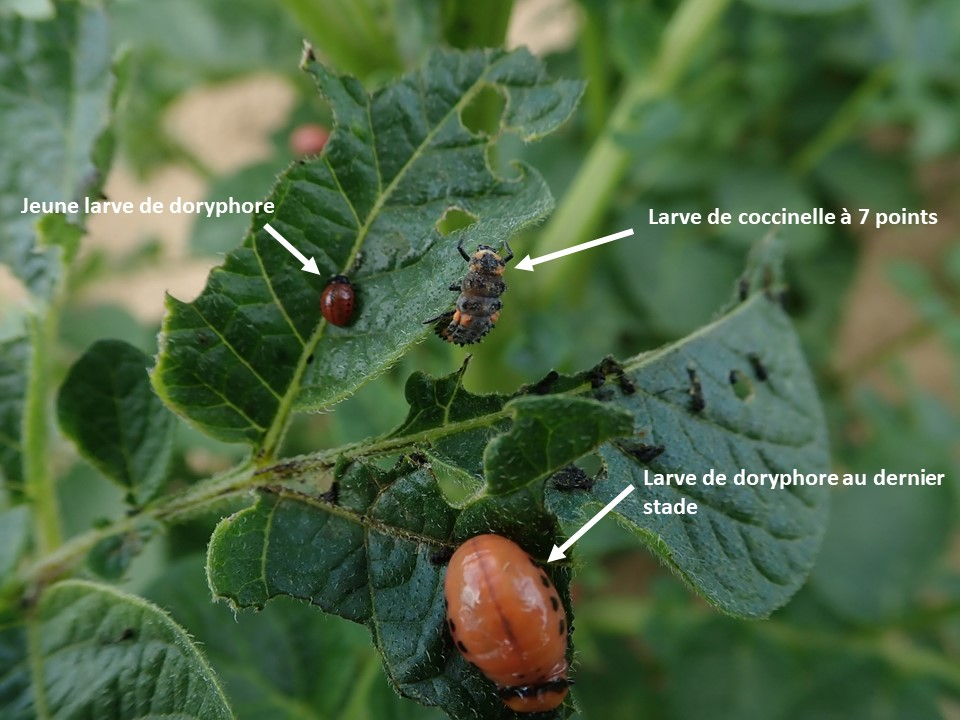 Jeune larve de doryphore
Larve de coccinelle à 7 points
Larve de doryphore au dernier
stade